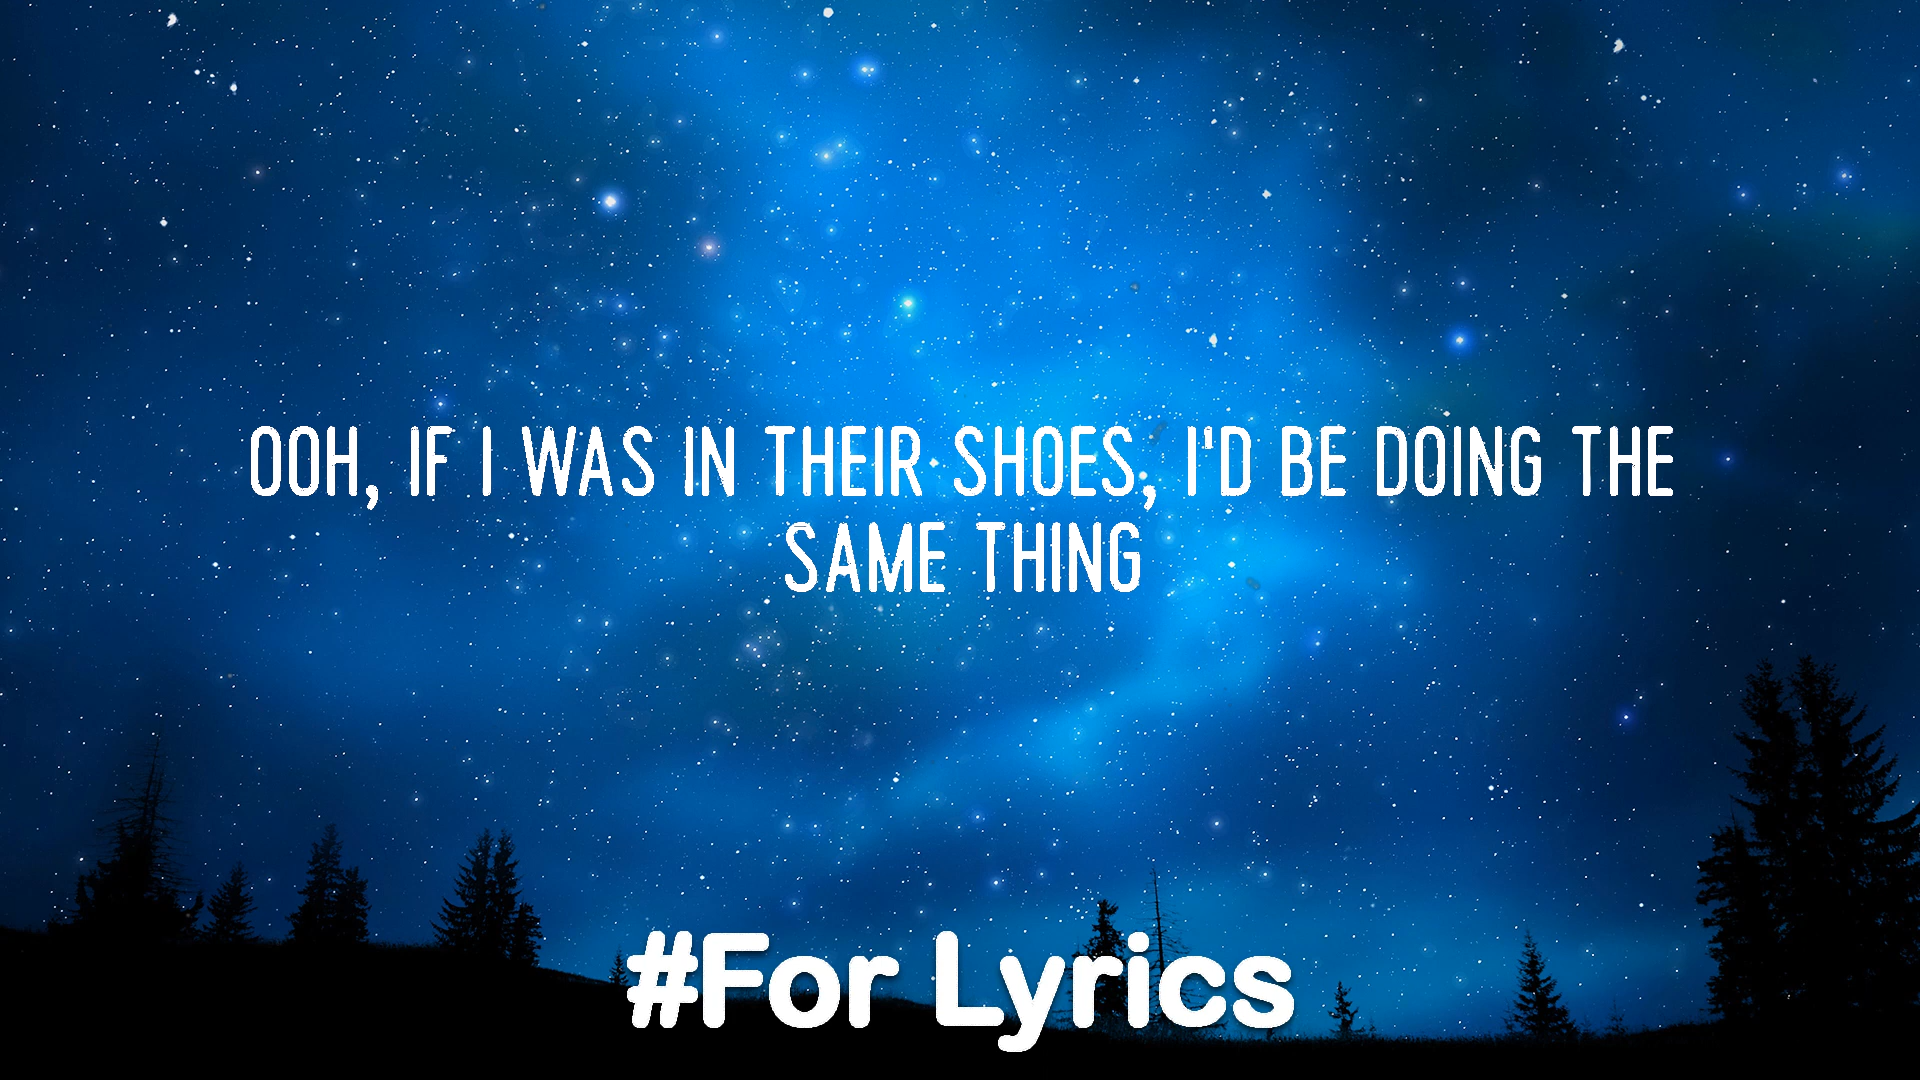 OOH, IF I WAS IN THEIR SHOES, I'D BE DOING THE
SAME THING
#For Lyrics